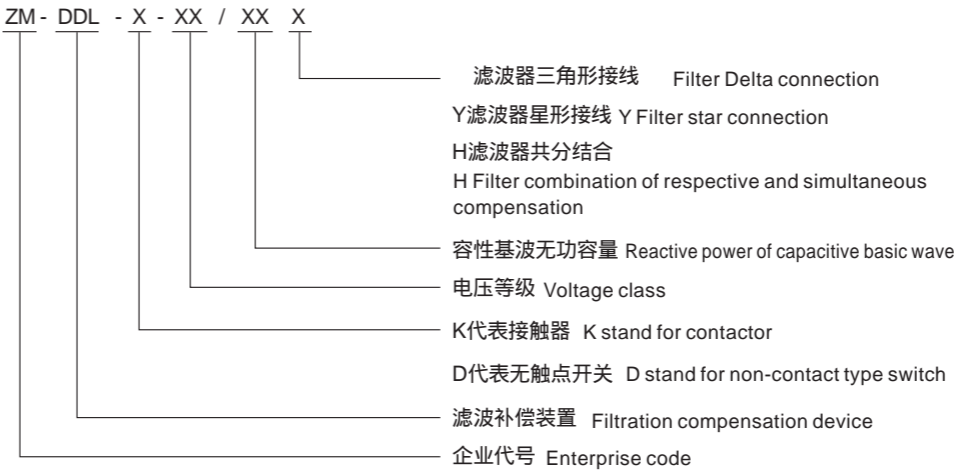 ZM - DDL - X - XX / XX X
滤波器三角形接线 Filter Delta connection
Y滤波器星形接线 Y Filter star connection
H滤波器共分结合
H Filter combination of respective and simultaneous
compensation
容性基波无功容量 Reactive power of capacitive basic wave
电压等级 Voltage class
K代表接触器 K stand for contactor
D代表无触点开关 D stand for non-contact type switch
滤波补偿装置 Filtration compensation device
企业代号 Enterprise code